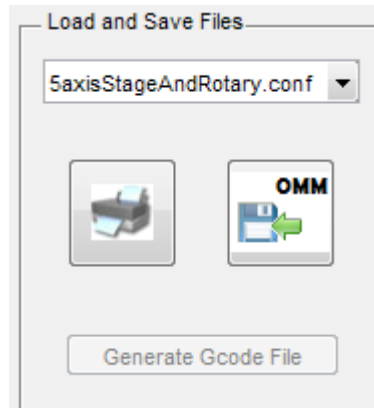 Load and Save Files
5axisStageAndRotary.conf
OMM
Generate Gcode File